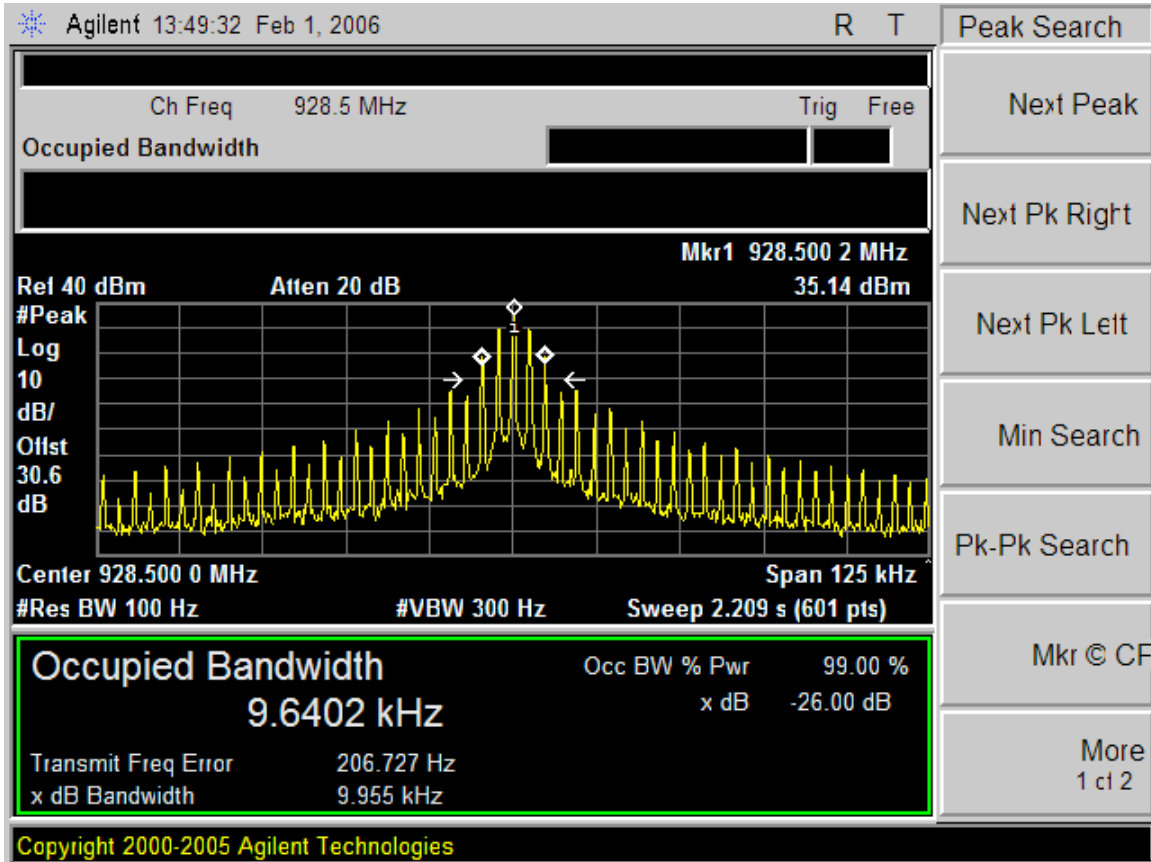 Agilent 13:49:32 Feb 1, 2006 R T
Peak Search
Ch Freq 928.5 MHz Trig Free
Occupied Bandwidth
Mkr1 928.500 2 MHz
Ref 40 dBm Atten 20 dB 35.14 dBm
#Peak
Log
10
dB/
Offst
30.6
dB
1
Center 928.500 0 MHz Span 125 kHz
#Res BW 100 Hz #VBW 300 Hz Sweep 2.209 s (601 pts)
Occupied Bandwidth Occ BW % Pwr 99.00 %
9.6402 kHz x dB -26.00 dB
Transmit Freq Error 206.727 Hz
x dB Bandwidth 9.955 kHz
Copyright 2000-2005 Agilent Technologies
Next Peak
Next Pk Right
Next Pk Left
Min Search
Pk-Pk Search
Mkr © CF
More
1 of 2